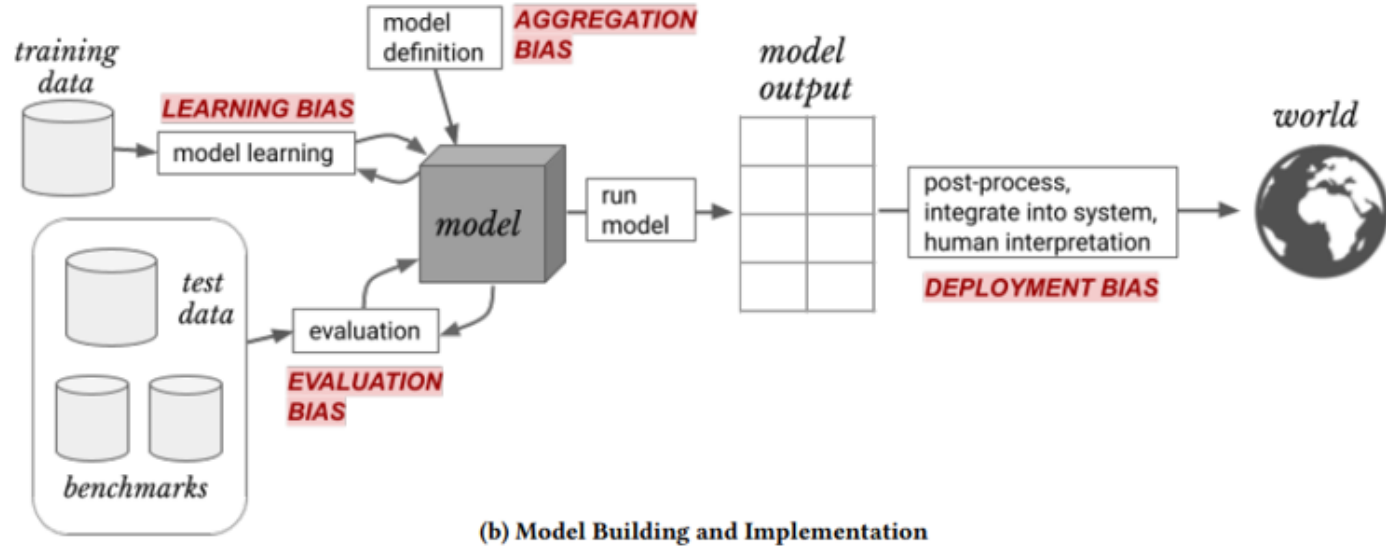 training
data
LEARNING BIAS
model learning
model
definition
AGGREGATION
BIAS
model
test
data
benchmarks
evaluation
EVALUATION
BIAS
run
model
model
output
post-process,
integrate into system,
human interpretation
DEPLOYMENT BIAS
world
(b) Model Building and Implementation